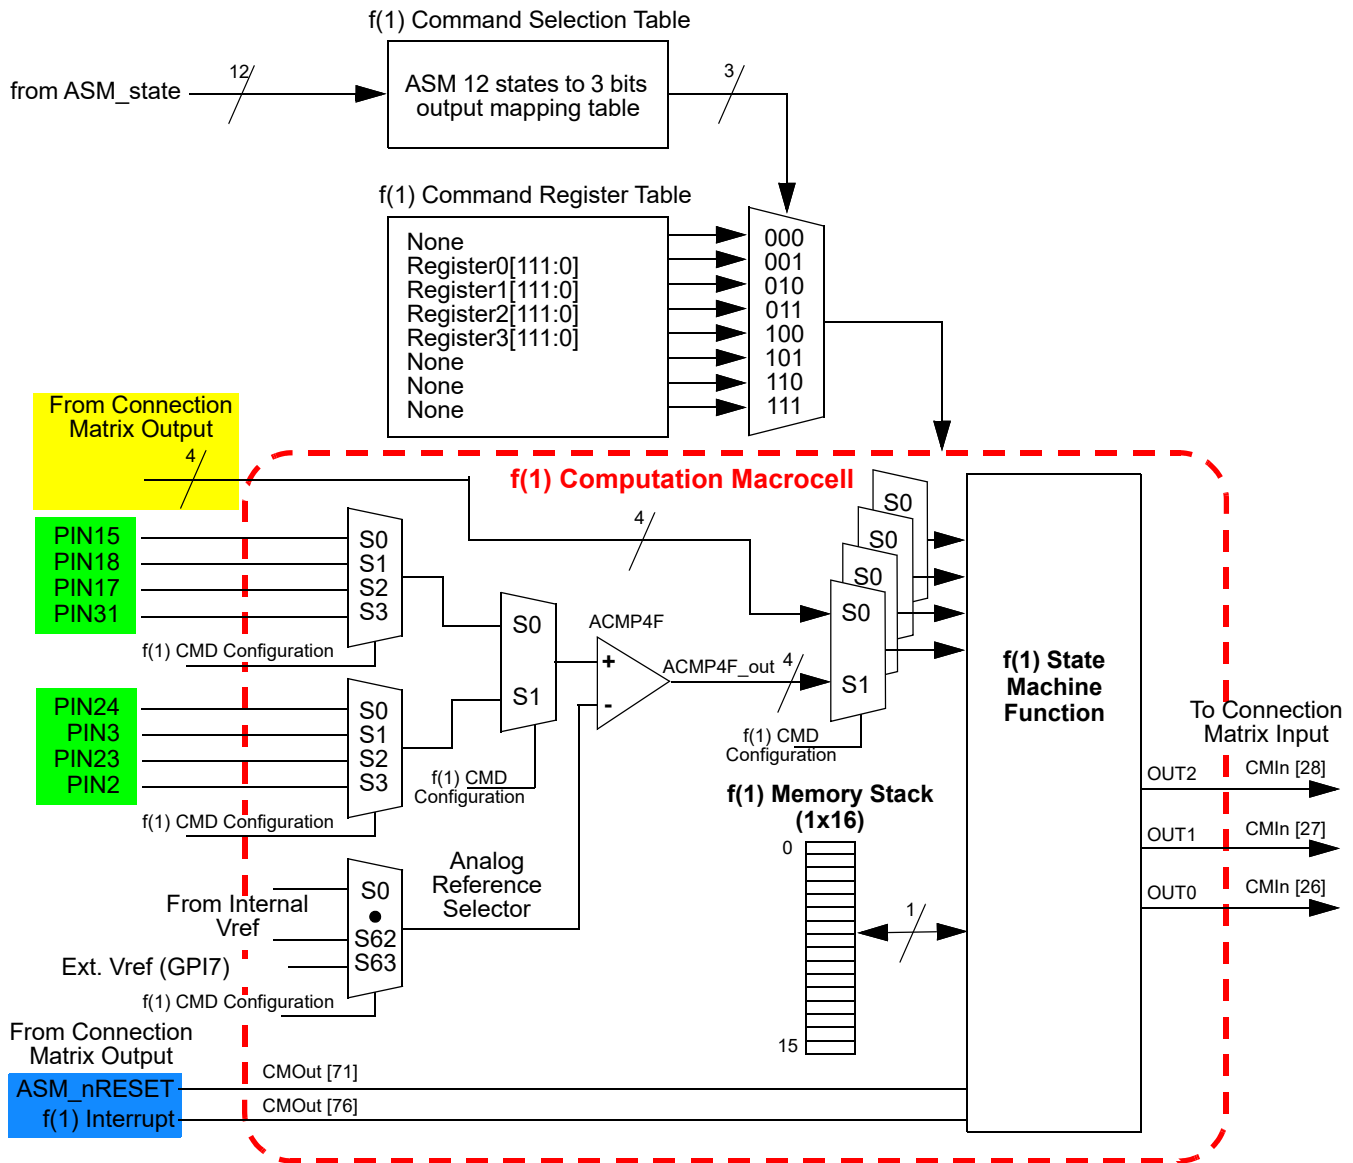 f(1) Command Selection Table
12
3
from ASM_state
ASM 12 states to 3 bits
output mapping table
f(1) Command Register Table
None
Register0[111:0]
Register1[111:0]
Register2[111:0]
Register3[111:0]
None
None
None
000
001
010
011
100
101
110
111
From Connection
Matrix Output
4
f(1) Computation Macrocell
4
S0
S0
S0
S0
S1
PIN15
PIN18
PIN17
PIN31
S0
S1
S2
S3
f(1) CMD Configuration
S0
S1
ACMP4F
+
-
ACMP4F_out
4
f(1) CMD
Configuration
f(1) State
Machine
Function
PIN24
PIN3
PIN23
PIN2
S0
S1
S2
S3
f(1) CMD Configuration
f(1) CMD
Configuration
To Connection
Matrix Input
OUT2
CMIn [28]
OUT1
CMIn [27]
OUT0
CMIn [26]
f(1) Memory Stack
(1x16)
0
15
1
Analog
Reference
Selector
From Internal
Vref
S0
S62
S63
Ext. Vref (GPI7)
f(1) CMD Configuration
From Connection
Matrix Output
ASM_nRESET
CMOut [71]
f(1) Interrupt
CMOut [76]